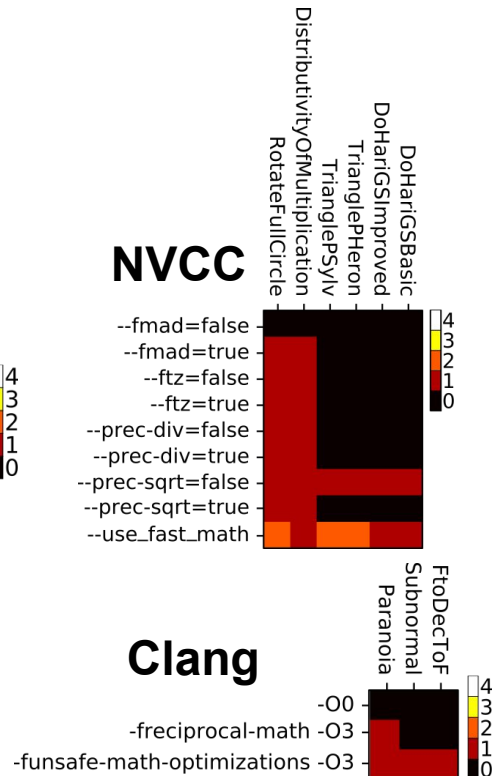 RotateFullCircle
DistributivityOfMultiplication
TrianglePSylv
TrianglePHeron
DoHariGSImproved
DoHariGSBasic
NVCC
--fmad=false
--fmad=true
--ftz=false
--ftz=true
--prec-div=false
--prec-div=true
--prec-sqrt=false
--prec-sqrt=true
--use_fast_math
4
3
2
1
0
4
3
2
1
0
Paranoia
Subnormal
FtoDecToF
Clang
-O0
-freciprocal-math -O3
-funsafe-math-optimizations -O3
4
3
2
1
0